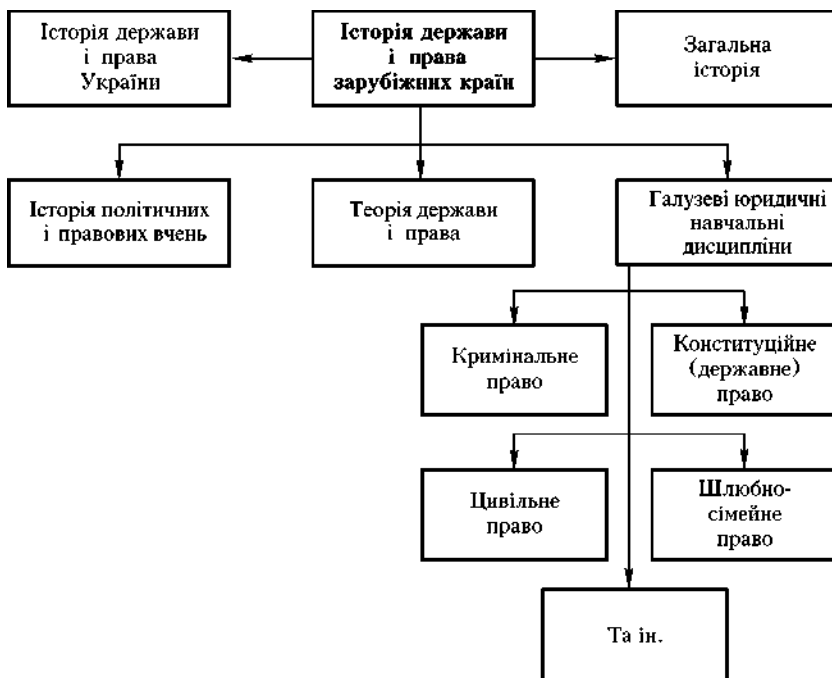 Історія держави
і права
України
Історія держави
і права
зарубіжних країн
Загальна
історія
Історія політичних
і правових вчень
Теорія держави
і права
Галузеві юридичні
навчальні
дисципліни
Кримінальне
право
Конституційне
(державне)
право
Цивільне
право
Шлюбно-
сімейне
право
Та ін.